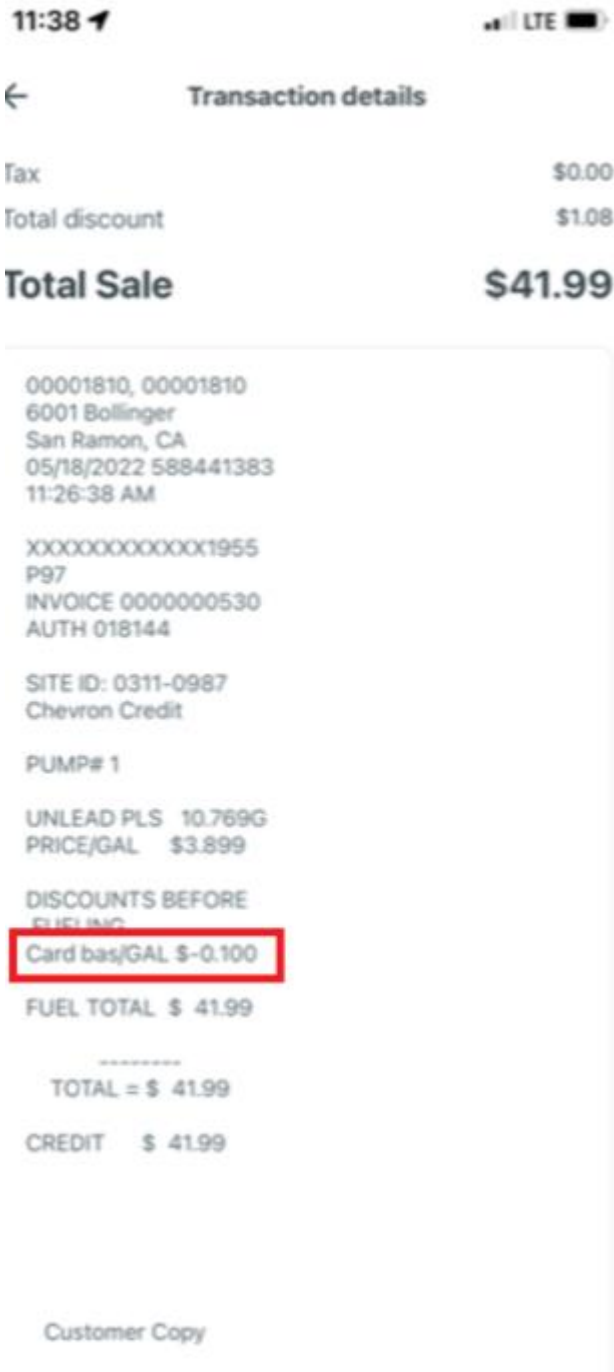 11:38
LTE
Transaction details
Tax $0.00
Total discount $1.08
Total Sale $41.99
00001810, 00001810
6001 Bollinger
San Ramon, CA
05/18/2022 588441383
11:26:38 AM
XXXXXXXXXXXX1955
P97
INVOICE 0000000530
AUTH 018144
SITE ID: 0311-0987
Chevron Credit
PUMP# 1
UNLEAD PLS 10.769G
PRICE/GAL $3.899
DISCOUNTS BEFORE
FUELING
Card bas/GAL $-0.100
FUEL TOTAL $ 41.99
--------
TOTAL = $ 41.99
CREDIT $ 41.99
Customer Copy